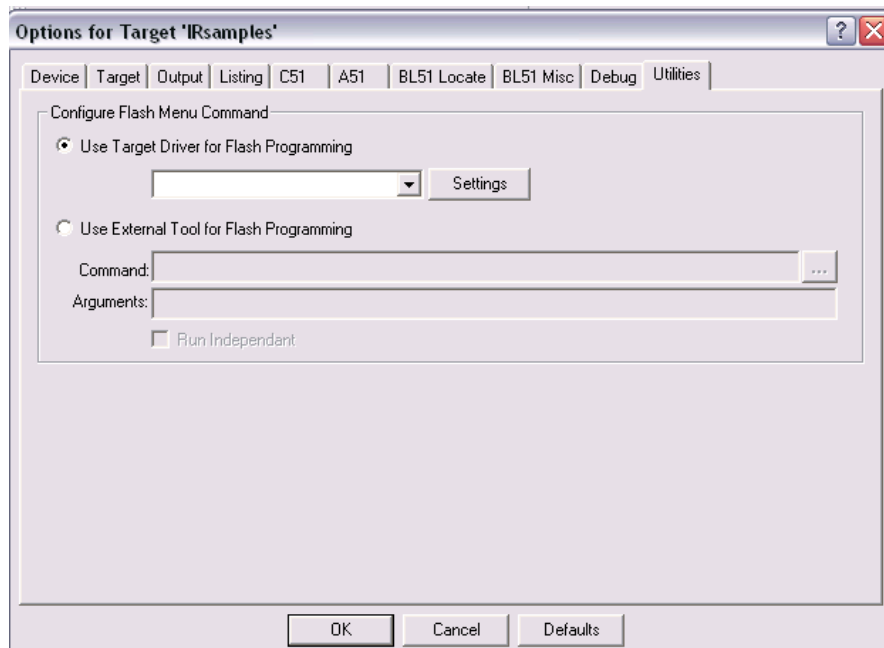 Options for Target 'IRsamples'
?
Device Target Output Listing C51 A51 BL51 Locate BL51 Misc Debug Utilities
Configure Flash Menu Command
Use Target Driver for Flash Programming
Settings
Use External Tool for Flash Programming
Command:
...
Arguments:
Run Independant
OK Cancel Defaults